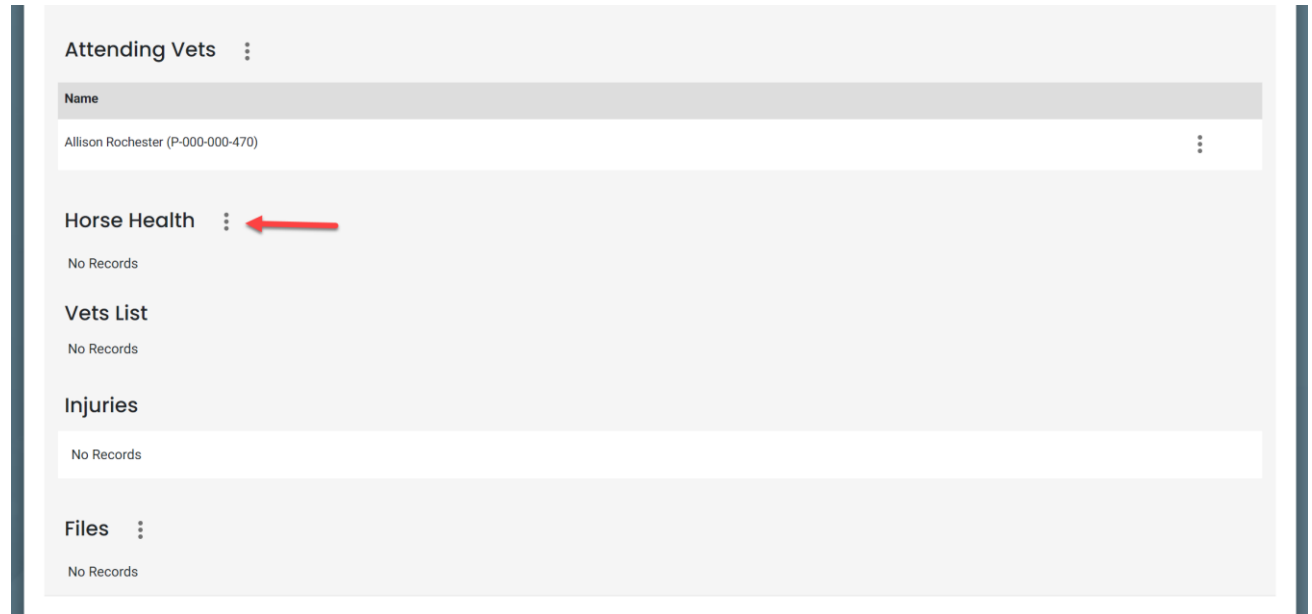 Attending Vets
Name
Allison Rochester (P-000-000-470)
Horse Health
No Records
Vets List
No Records
Injuries
No Records
Files
No Records